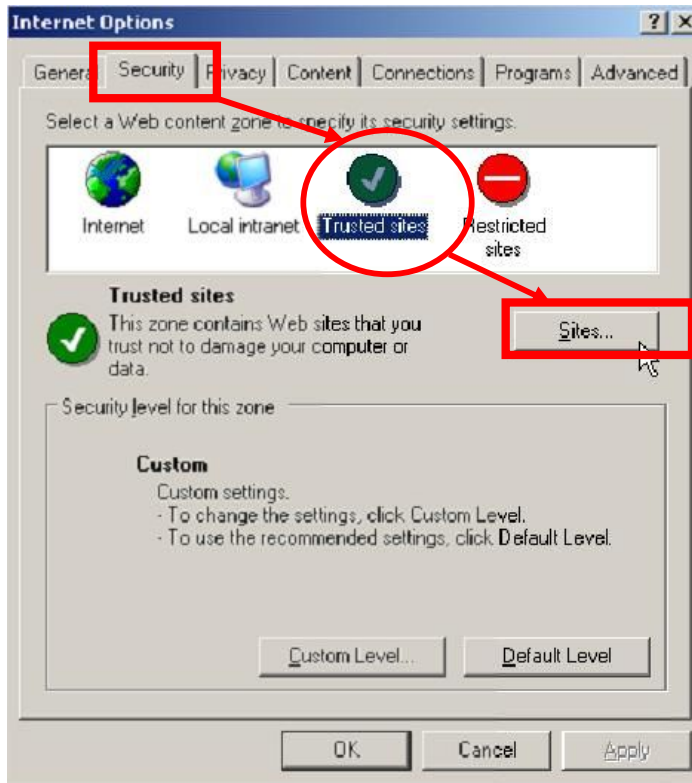 Internet Options
General Security Privacy Content Connections Programs Advanced
Select a Web content zone to specify its security settings.
Internet Local intranet Trusted sites Restricted
sites
Trusted sites
This zone contains Web sites that you
trust not to damage your computer or
data.
Sites...
Security level for this zone
Custom
Custom settings.
- To change the settings, click Custom Level.
- To use the recommended settings, click Default Level.
Custom Level... Default Level
OK Cancel Apply